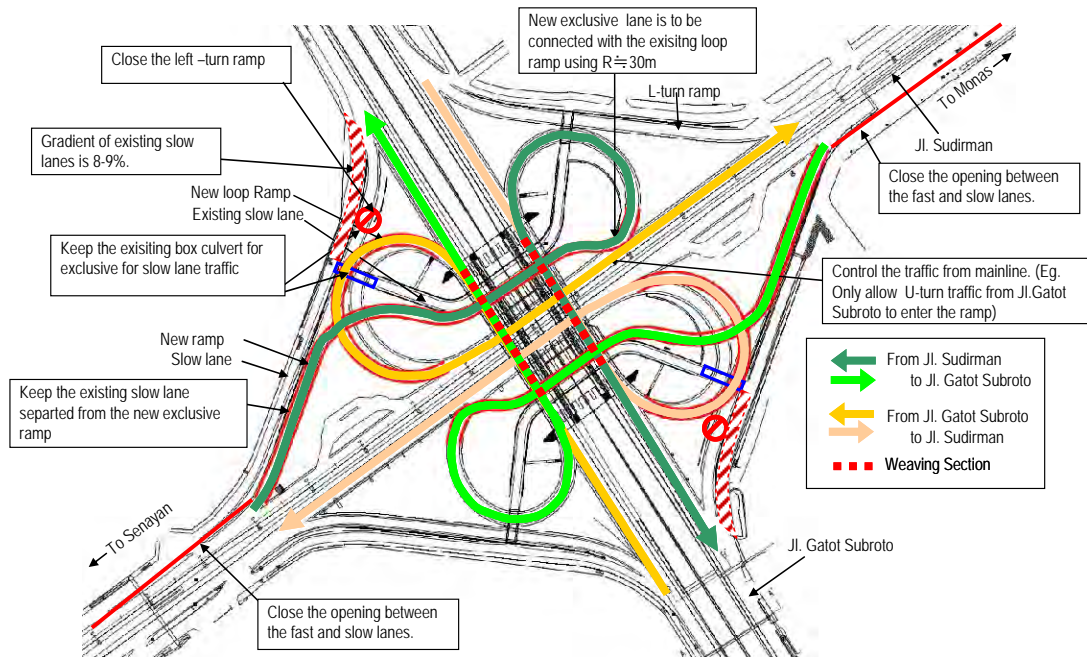 Close the left –turn ramp
New exclusive lane is to be
connected with the exisitng loop
ramp using R≒30m
L-turn ramp
To Monas
Jl. Sudirman
Gradient of existing slow
lanes is 8-9%.
Close the opening between
the fast and slow lanes.
New loop Ramp
Existing slow lane
Keep the exisiting box culvert for
exclusive for slow lane traffic
Control the traffic from mainline. (Eg.
Only allow U-turn traffic from Jl.Gatot
Subroto to enter the ramp)
New ramp
Slow lane
From Jl. Sudirman
to Jl. Gatot Subroto
Keep the existing slow lane
separted from the new exclusive
ramp
From Jl. Gatot Subroto
to Jl. Sudirman
Weaving Section
To Senayan
Jl. Gatot Subroto
Close the opening between
the fast and slow lanes.